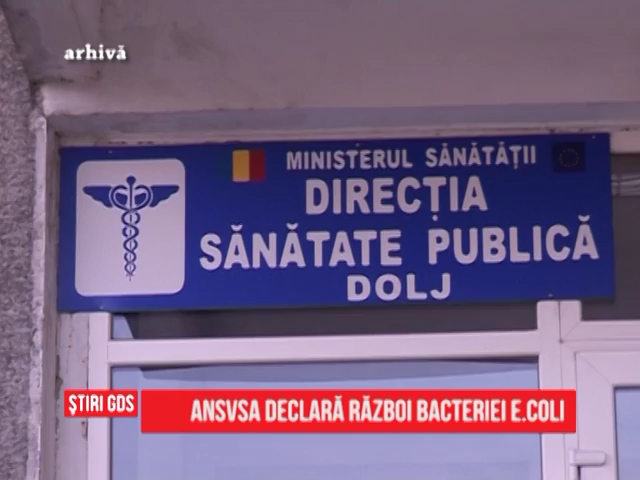 arhivă
MINISTERUL SĂNĂTĂȚII
DIRECȚIA
SĂNĂTATE PUBLICĂ
DOLJ
ȘTIRI GDS
ANSVSA DECLARĂ RĂZBOI BACTERIEI E.COLI